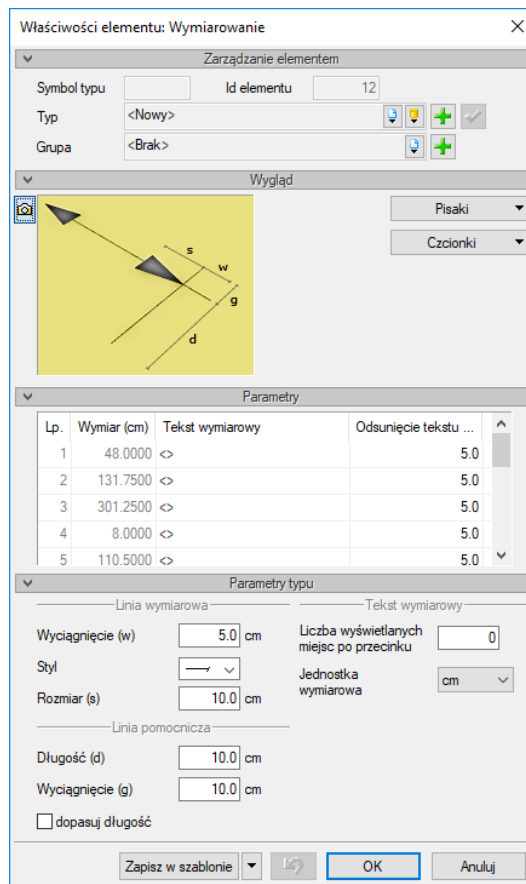 Właściwości elementu: Wymiarowanie
Zarządzanie elementem
Symbol typu Id elementu 12
Typ <Nowy>
Grupa <Brak>
Wygląd
s
w
g
d
Pisaki
Czcionki
Parametry
Lp. Wymiar (cm) Tekst wymiarowy Odsunięcie tekstu ...
1 48.0000 <> 5.0
2 131.7500 <> 5.0
3 301.2500 <> 5.0
4 8.0000 <> 5.0
5 110.5000 <> 5.0
Parametry typu
Linia wymiarowa
Wyciągnięcie (w) 5.0 cm
Styl
Rozmiar (s) 10.0 cm
Linia pomocnicza
Długość (d) 10.0 cm
Wyciągnięcie (g) 10.0 cm
dopasuj długość
Tekst wymiarowy
Liczba wyświetlanych
miejsc po przecinku 0
Jednostka
wymiarowa cm
Zapisz w szablonie OK Anuluj